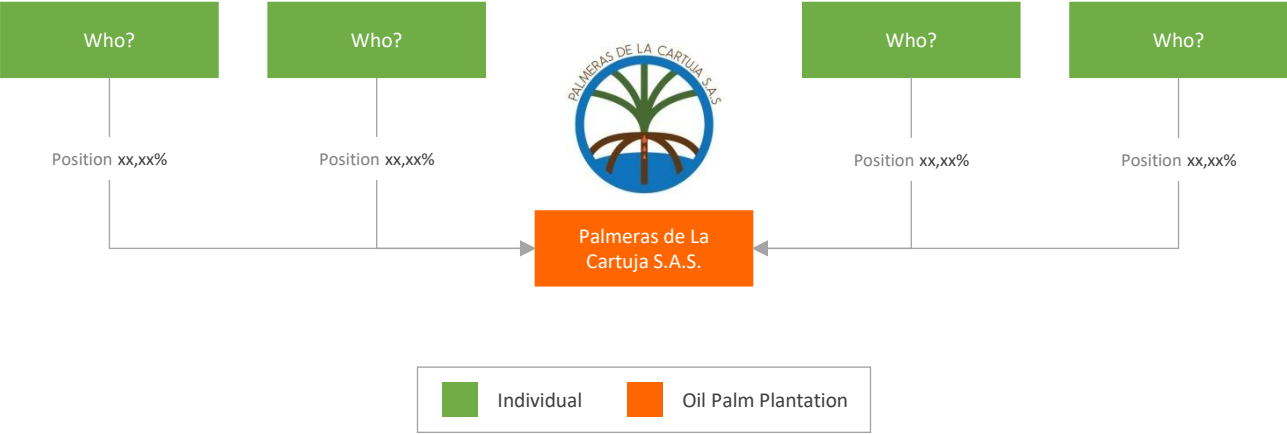 Who?
Who?
Who?
Who?
PALMERAS DE LA CARTUJA S.A.S
Position xx,xx%
Position xx,xx%
Position xx,xx%
Position xx,xx%
Palmeras de La
Cartuja S.A.S.
Individual
Oil Palm Plantation